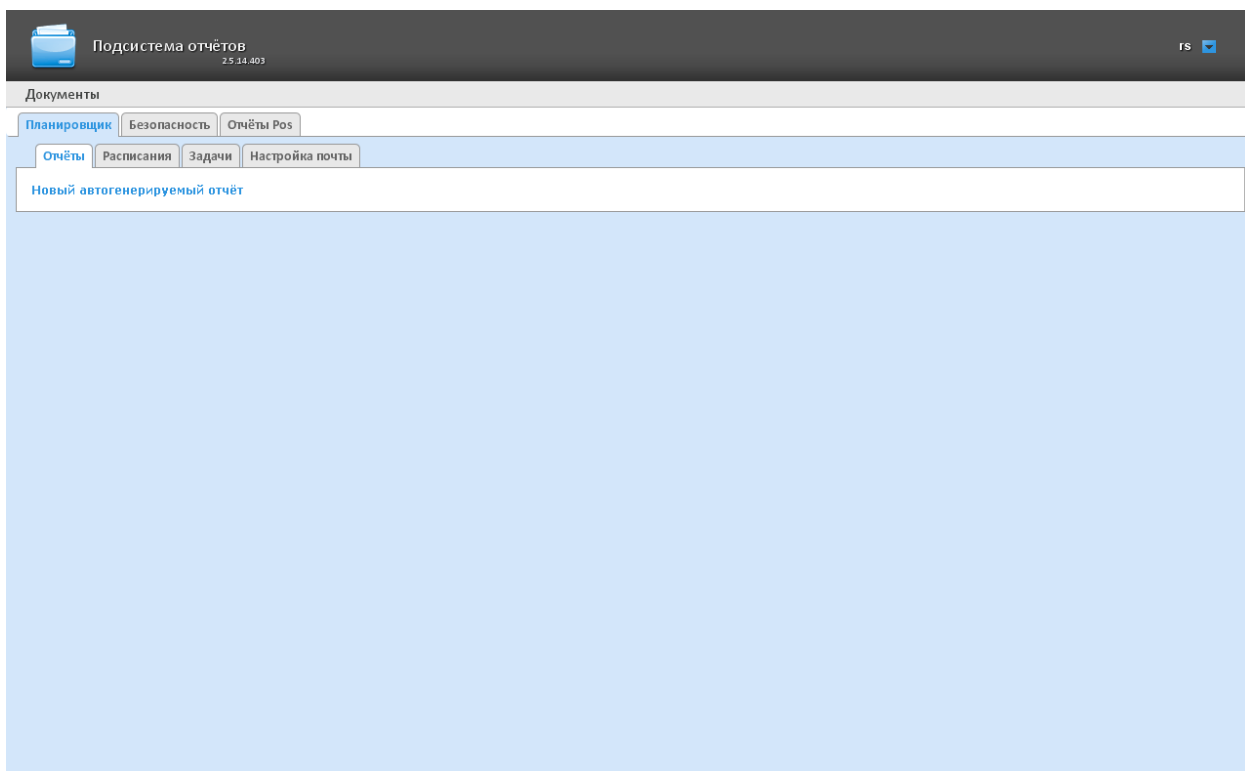 Подсистема отчётов
2.5.14.403
rs
Документы
Планировщик Безопасность Отчёты Pos
Отчёты Расписания Задачи Настройка почты
Новый автогенерируемый отчёт